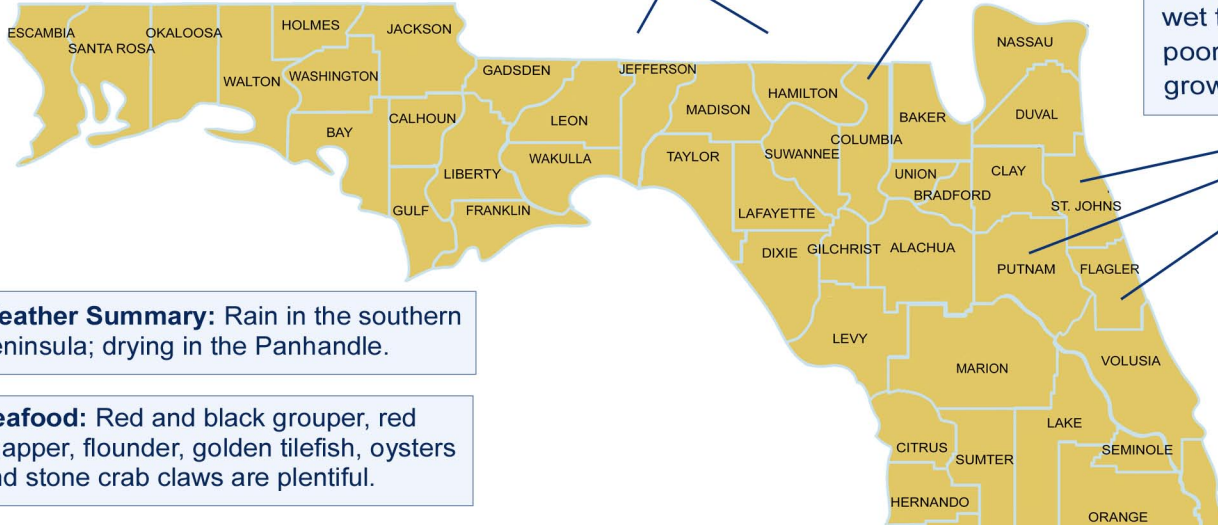 ESCAMBIA
SANTA ROSA
OKALOOSA
HOLMES
JACKSON
WALTON
WASHINGTON
BAY
CALHOUN
GULF
LIBERTY
GADSDEN
LEON
WAKULLA
FRANKLIN
JEFFERSON
MADISON
TAYLOR
HAMILTON
SUWANNEE
LAFAYETTE
DIXIE
COLUMBIA
GILCHRIST
BAKER
UNION
BRADFORD
ALACHUA
LEVY
NASSAU
DUVAL
CLAY
ST. JOHNS
PUTNAM
FLAGLER
MARION
VOLUSIA
LAKE
CITRUS
SUMTER
SEMINOLE
HERNANDO
ORANGE
wet
poor
grow
eather Summary: Rain in the southern
eninsula; drying in the Panhandle.
eafood: Red and black grouper, red
apper, flounder, golden tilefish, oysters
nd stone crab claws are plentiful.